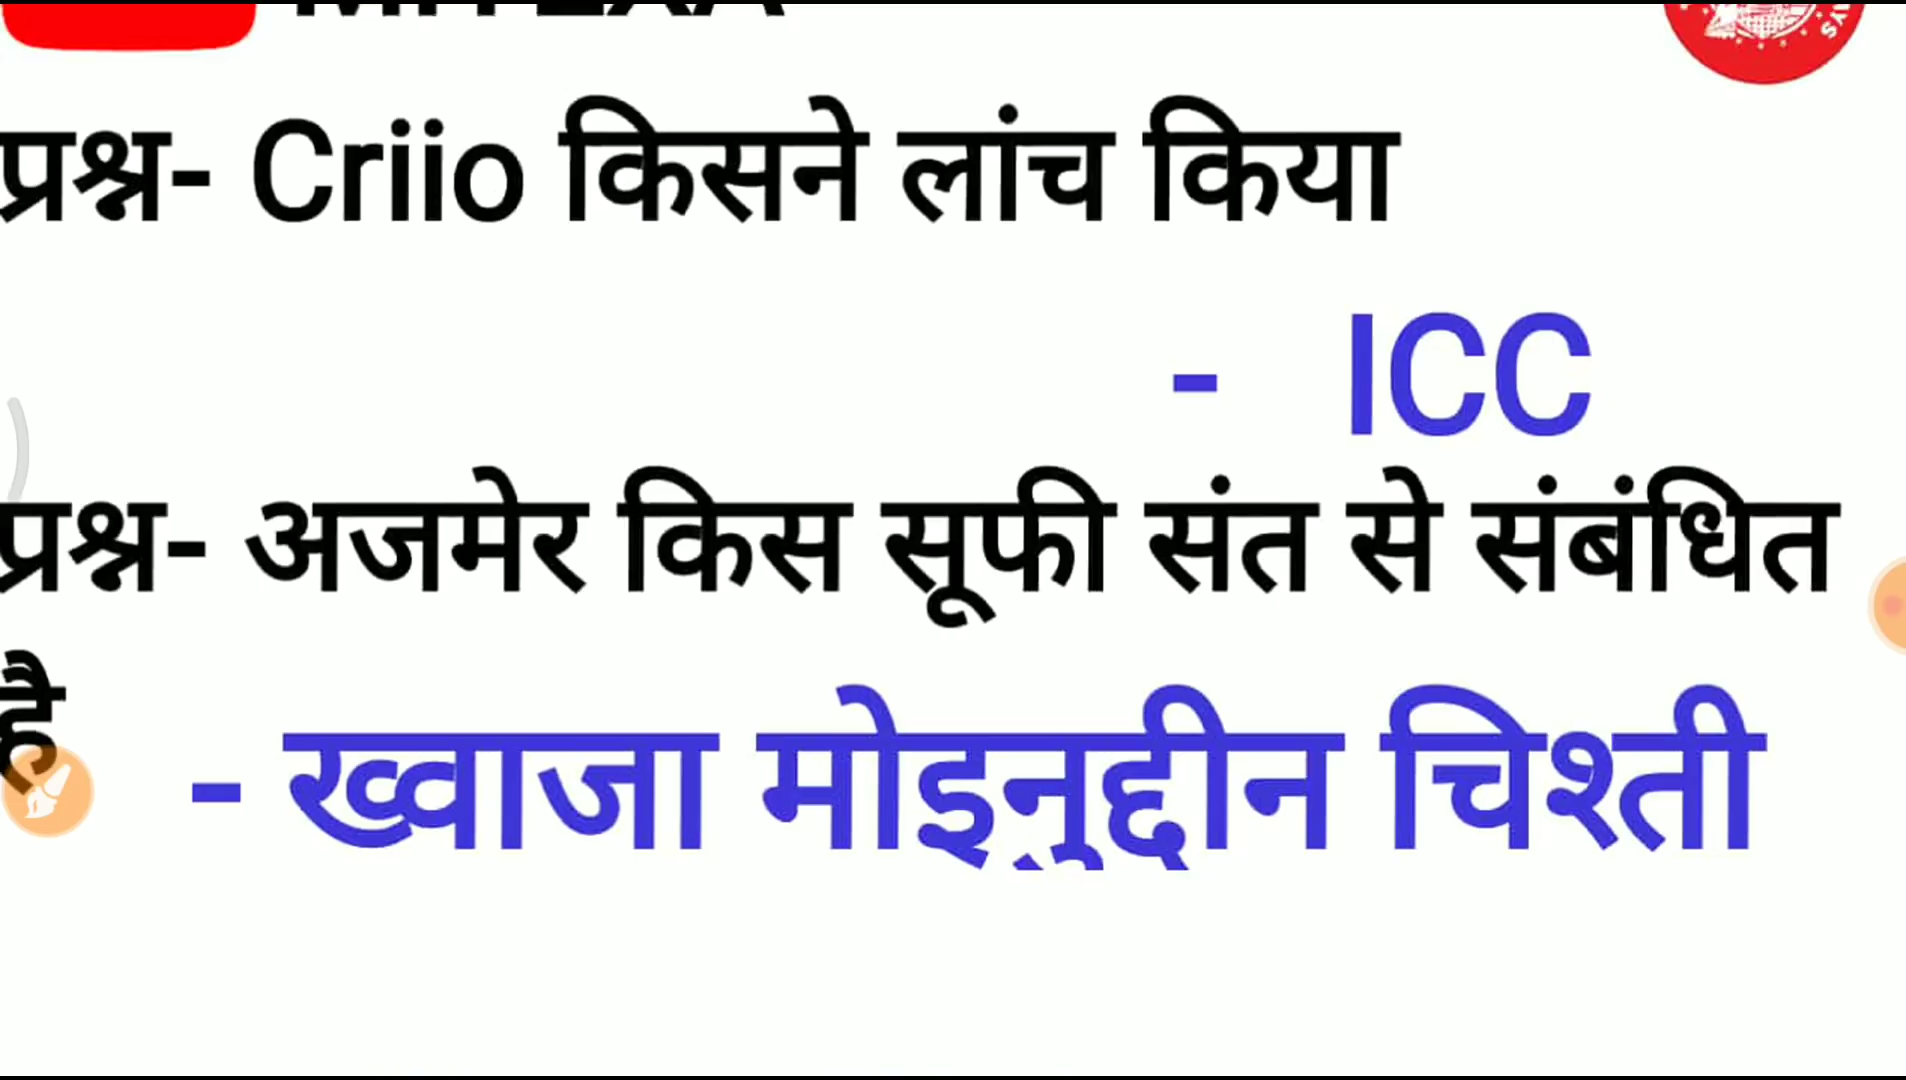 प्रश्न- Criio किसने लांच किया
- ICC
प्रश्न- अजमेर किस सूफी संत से संबंधित
है - ख्वाजा मोइनुद्दीन चिश्ती